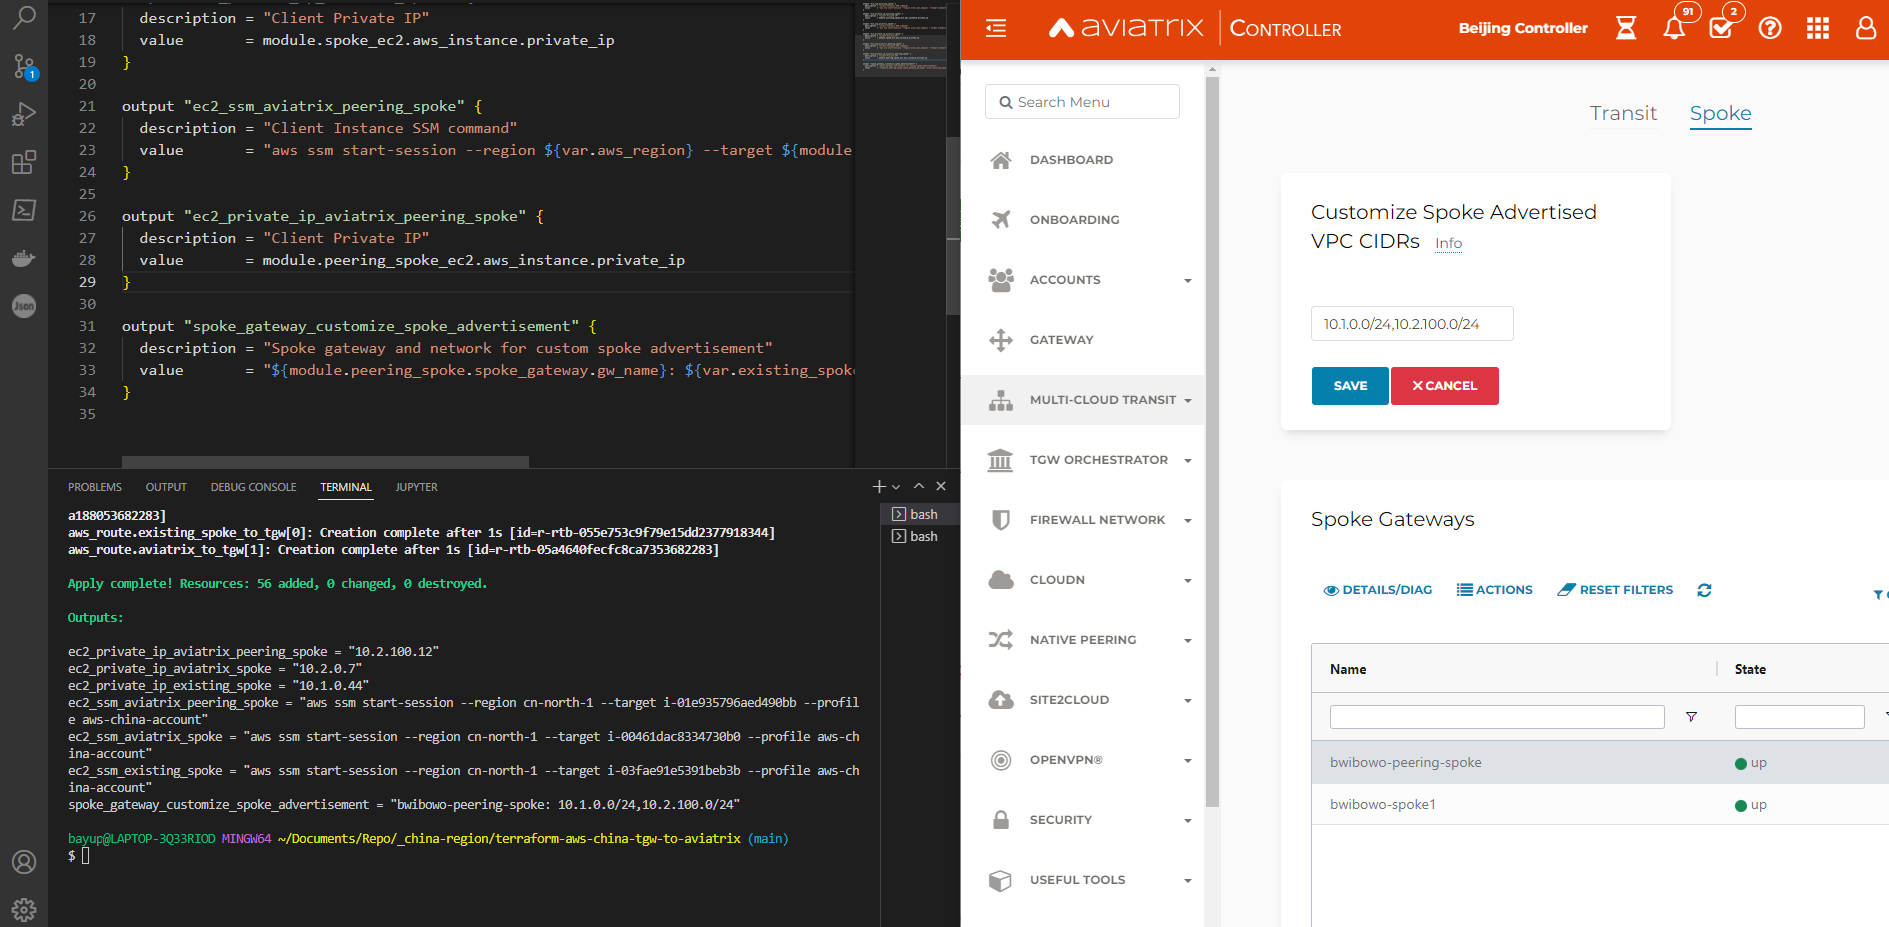 17 description = "Client Private IP"
18 value = module.spoke_ec2.aws_instance.private_ip
19 }
20
21 output "ec2_ssm_aviatrix_peering_spoke" {
22 description = "Client Instance SSM command"
23 value = "aws ssm start-session --region ${var.aws_region} --target ${module
24 }
25
26 output "ec2_private_ip_aviatrix_peering_spoke" {
27 description = "Client Private IP"
28 value = module.peering_spoke_ec2.aws_instance.private_ip
29 }
30
31 output "spoke_gateway_customize_spoke_advertisement" {
32 description = "Spoke gateway and network for custom spoke advertisement"
33 value = "${module.peering_spoke.spoke_gateway.gw_name}: ${var.existing_spok
34 }
35
1
Json
PROBLEMS OUTPUT DEBUG CONSOLE TERMINAL JUPYTER
bash
bash
a188053682283]
aws_route.existing_spoke_to_tgw[0]: Creation complete after 1s [id=r-rtb-055e753c9f79e15dd2377918344]
aws_route.aviatrix_to_tgw[1]: Creation complete after 1s [id=r-rtb-05a4640fecfc8ca7353682283]
Apply complete! Resources: 56 added, 0 changed, 0 destroyed.
Outputs:
ec2_private_ip_aviatrix_peering_spoke = "10.2.100.12"
ec2_private_ip_aviatrix_spoke = "10.2.0.7"
ec2_private_ip_existing_spoke = "10.1.0.44"
ec2_ssm_aviatrix_peering_spoke = "aws ssm start-session --region cn-north-1 --target i-01e935796aed490bb --profil
e aws-china-account"
ec2_ssm_aviatrix_spoke = "aws ssm start-session --region cn-north-1 --target i-00461dac8334730b0 --profile aws-ch
ina-account"
ec2_ssm_existing_spoke = "aws ssm start-session --region cn-north-1 --target i-03fae91e5391beb3b --profile aws-ch
ina-account"
spoke_gateway_customize_spoke_advertisement = "bwibowo-peering-spoke: 10.1.0.0/24,10.2.100.0/24"
bayup@LAPTOP-3Q33RIOD MINGW64 ~/Documents/Repo/_china-region/terraform-aws-china-tgw-to-aviatrix (main)
$
aviatrix CONTROLLER Beijing Controller 91 2
Search Menu
DASHBOARD
ONBOARDING
ACCOUNTS
GATEWAY
MULTI-CLOUD TRANSIT
TGW ORCHESTRATOR
FIREWALL NETWORK
CLOUDN
NATIVE PEERING
SITE2CLOUD
OPENVPN®
SECURITY
USEFUL TOOLS
Transit Spoke
Customize Spoke Advertised
VPC CIDRs Info
10.1.0.0/24,10.2.100.0/24
SAVE CANCEL
Spoke Gateways
DETAILS/DIAG ACTIONS RESET FILTERS
Name State
bwibowo-peering-spoke up
bwibowo-spoke1 up